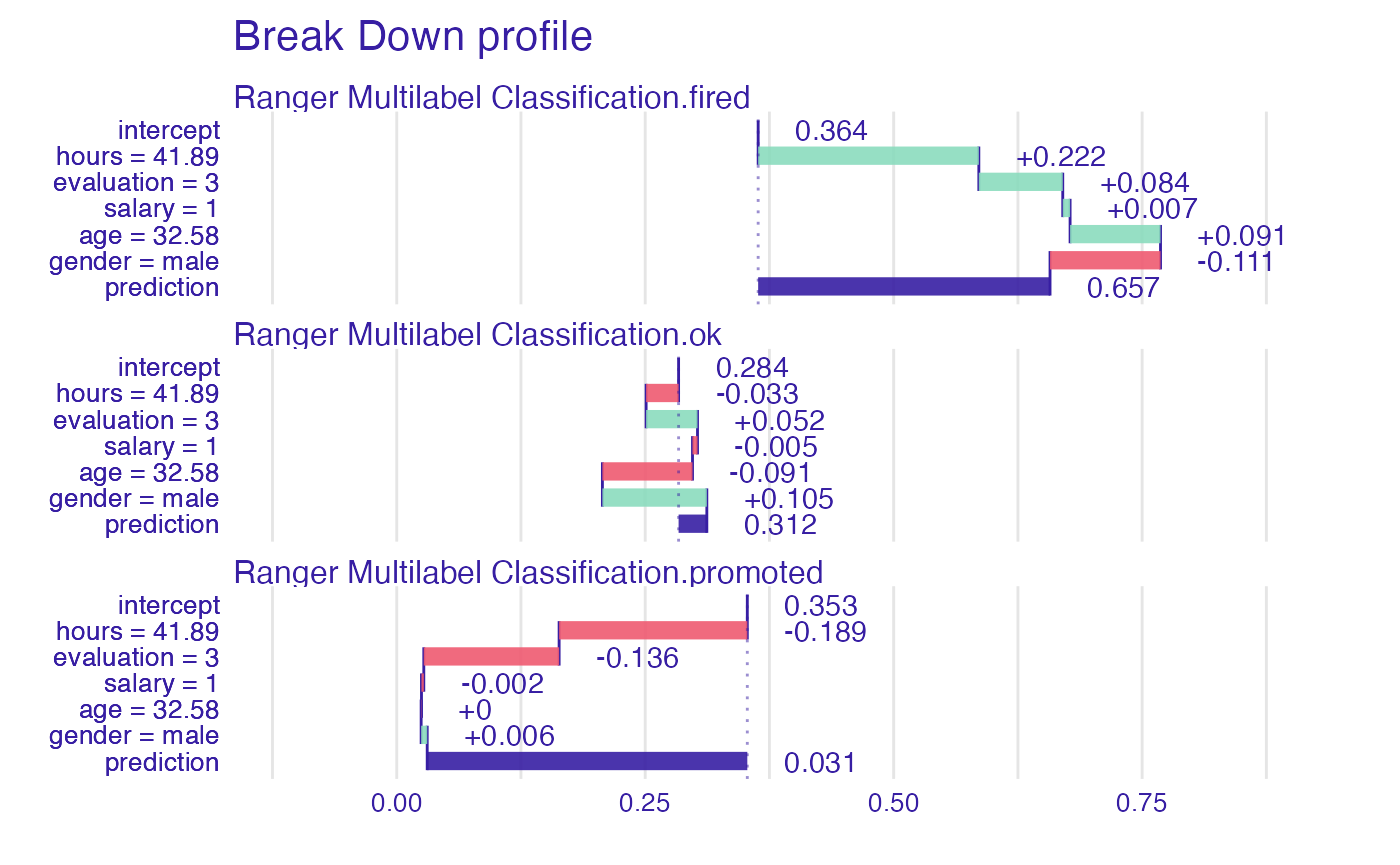 Break Down profile
Ranger Multilabel Classification.fired
intercept 0.364
hours = 41.89 +0.222
evaluation = 3 +0.084
salary = 1 +0.007
age = 32.58 +0.091
gender = male -0.111
prediction 0.657
Ranger Multilabel Classification.ok
intercept 0.284
hours = 41.89 -0.033
evaluation = 3 +0.052
salary = 1 -0.005
age = 32.58 -0.091
gender = male +0.105
prediction 0.312
Ranger Multilabel Classification.promoted
intercept 0.353
hours = 41.89 -0.189
evaluation = 3 -0.136
salary = 1 -0.002
age = 32.58 +0
gender = male +0.006
prediction 0.031
0.00 0.25 0.50 0.75